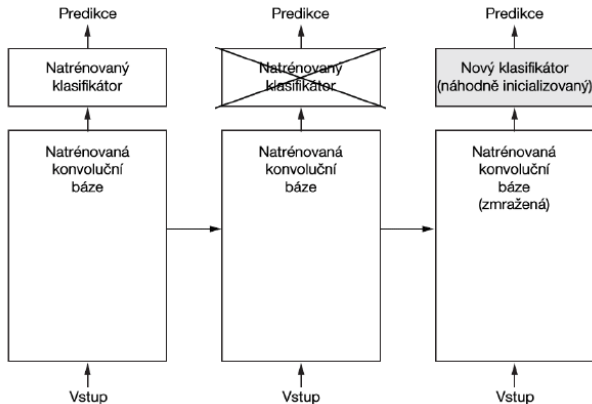 Predikce
Natrénovaný
klasifikátor
Natrénovaná
konvoluční
báze
Vstup
Predikce
Natrénovaný
klasifikátor
Natrénovaná
konvoluční
báze
Vstup
Predikce
Nový klasifikátor
(náhodně inicializovaný)
Natrénovaná
konvoluční
báze
(zmražená)
Vstup